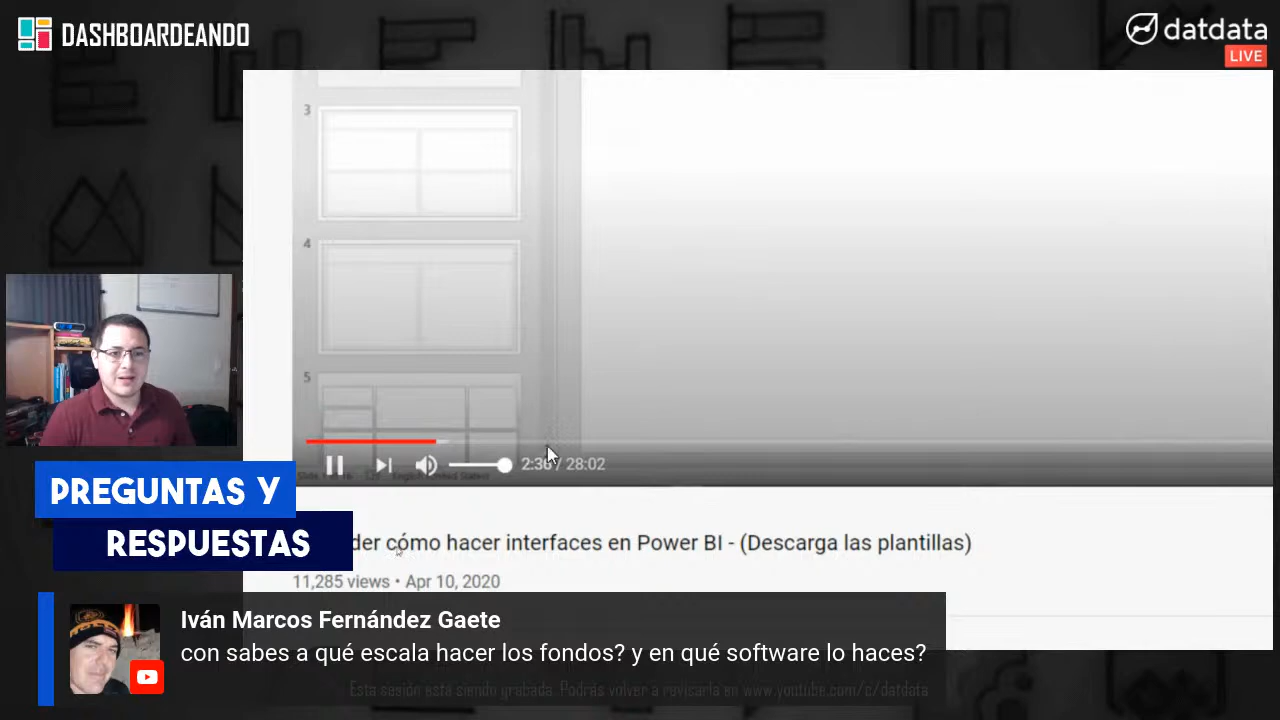 DASHBOARDEANDO
datdata
LIVE
3
4
5
2:36 / 28:02
PREGUNTAS Y
RESPUESTAS
der cómo hacer interfaces en Power BI - (Descarga las plantillas)
11,285 views • Apr 10, 2020
Iván Marcos Fernández Gaete
con sabes a qué escala hacer los fondos? y en qué software lo haces?
Esta sesión está siendo grabada. Podrás volver a revisarla en www.youtube.com/c/datdata